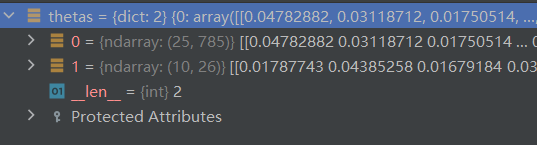 thetas = {dict: 2} {0: array([[0.04782882, 0.03118712, 0.01750514, ...,
0 = {ndarray: (25, 785)} [[0.04782882 0.03118712 0.01750514 ... 0
1 = {ndarray: (10, 26)} [[0.01787743 0.04385258 0.01679184 0.03
01 __len__ = {int} 2
Protected Attributes